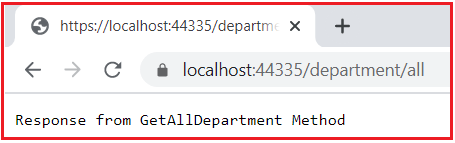 https://localhost:44335/departme
localhost:44335/department/all
Response from GetAllDepartment Method